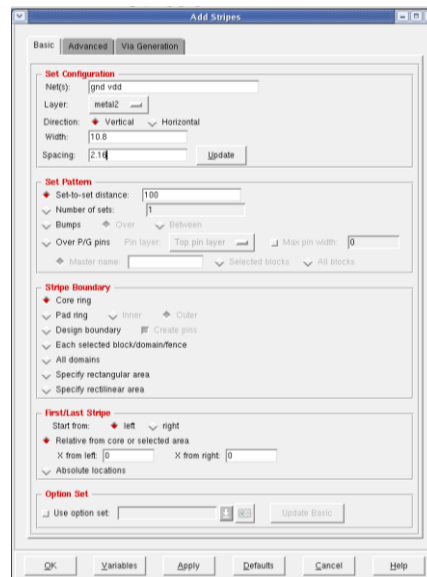 Add Stripes
Basic Advanced Via Generation
Set Configuration
Net(s): gnd vdd
Layer: metal2
Direction: Vertical Horizontal
Width: 10.8
Spacing: 2.16 Update
Set Pattern
Set-to-set distance: 100
Number of sets: 1
Bumps Over Between
Over P/G pins Pin layer: Top pin layer Max pin width: 0
Master name: Selected blocks All blocks
Stripe Boundary
Core ring
Pad ring Inner Outer
Design boundary Create pins
Each selected block/domain/fence
All domains
Specify rectangular area
Specify rectilinear area
First/Last Stripe
Start from: left right
Relative from core or selected area
X from left: 0 X from right: 0
Absolute locations
Option Set
Use option set: Update Basic
OK Variables Apply Defaults Cancel Help